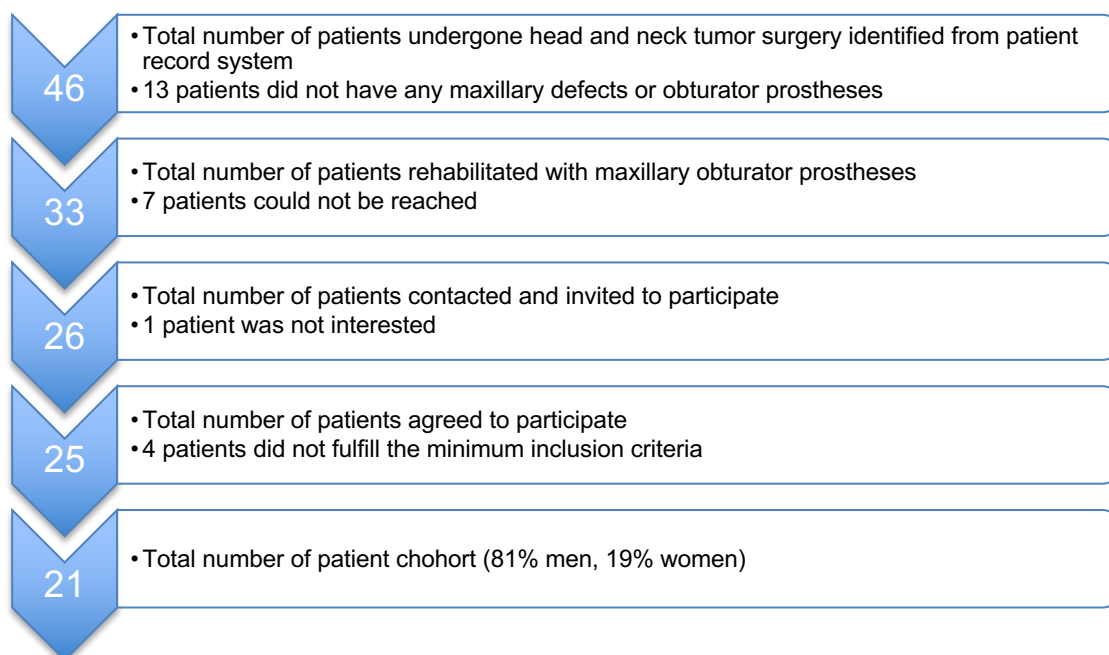 46
• Total number of patients undergone head and neck tumor surgery identified from patient
record system
• 13 patients did not have any maxillary defects or obturator prostheses
33
• Total number of patients rehabilitated with maxillary obturator prostheses
• 7 patients could not be reached
26
• Total number of patients contacted and invited to participate
• 1 patient was not interested
25
• Total number of patients agreed to participate
• 4 patients did not fulfill the minimum inclusion criteria
21
• Total number of patient chohort (81% men, 19% women)